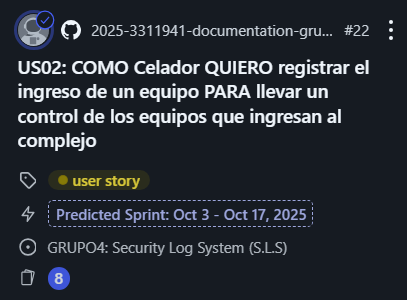 2025-3311941-documentation-gru... #22
US02: COMO Celador QUIERO registrar el
ingreso de un equipo PARA llevar un
control de los equipos que ingresan al
complejo
user story
Predicted Sprint: Oct 3 - Oct 17, 2025
GRUPO4: Security Log System (S.L.S)
8